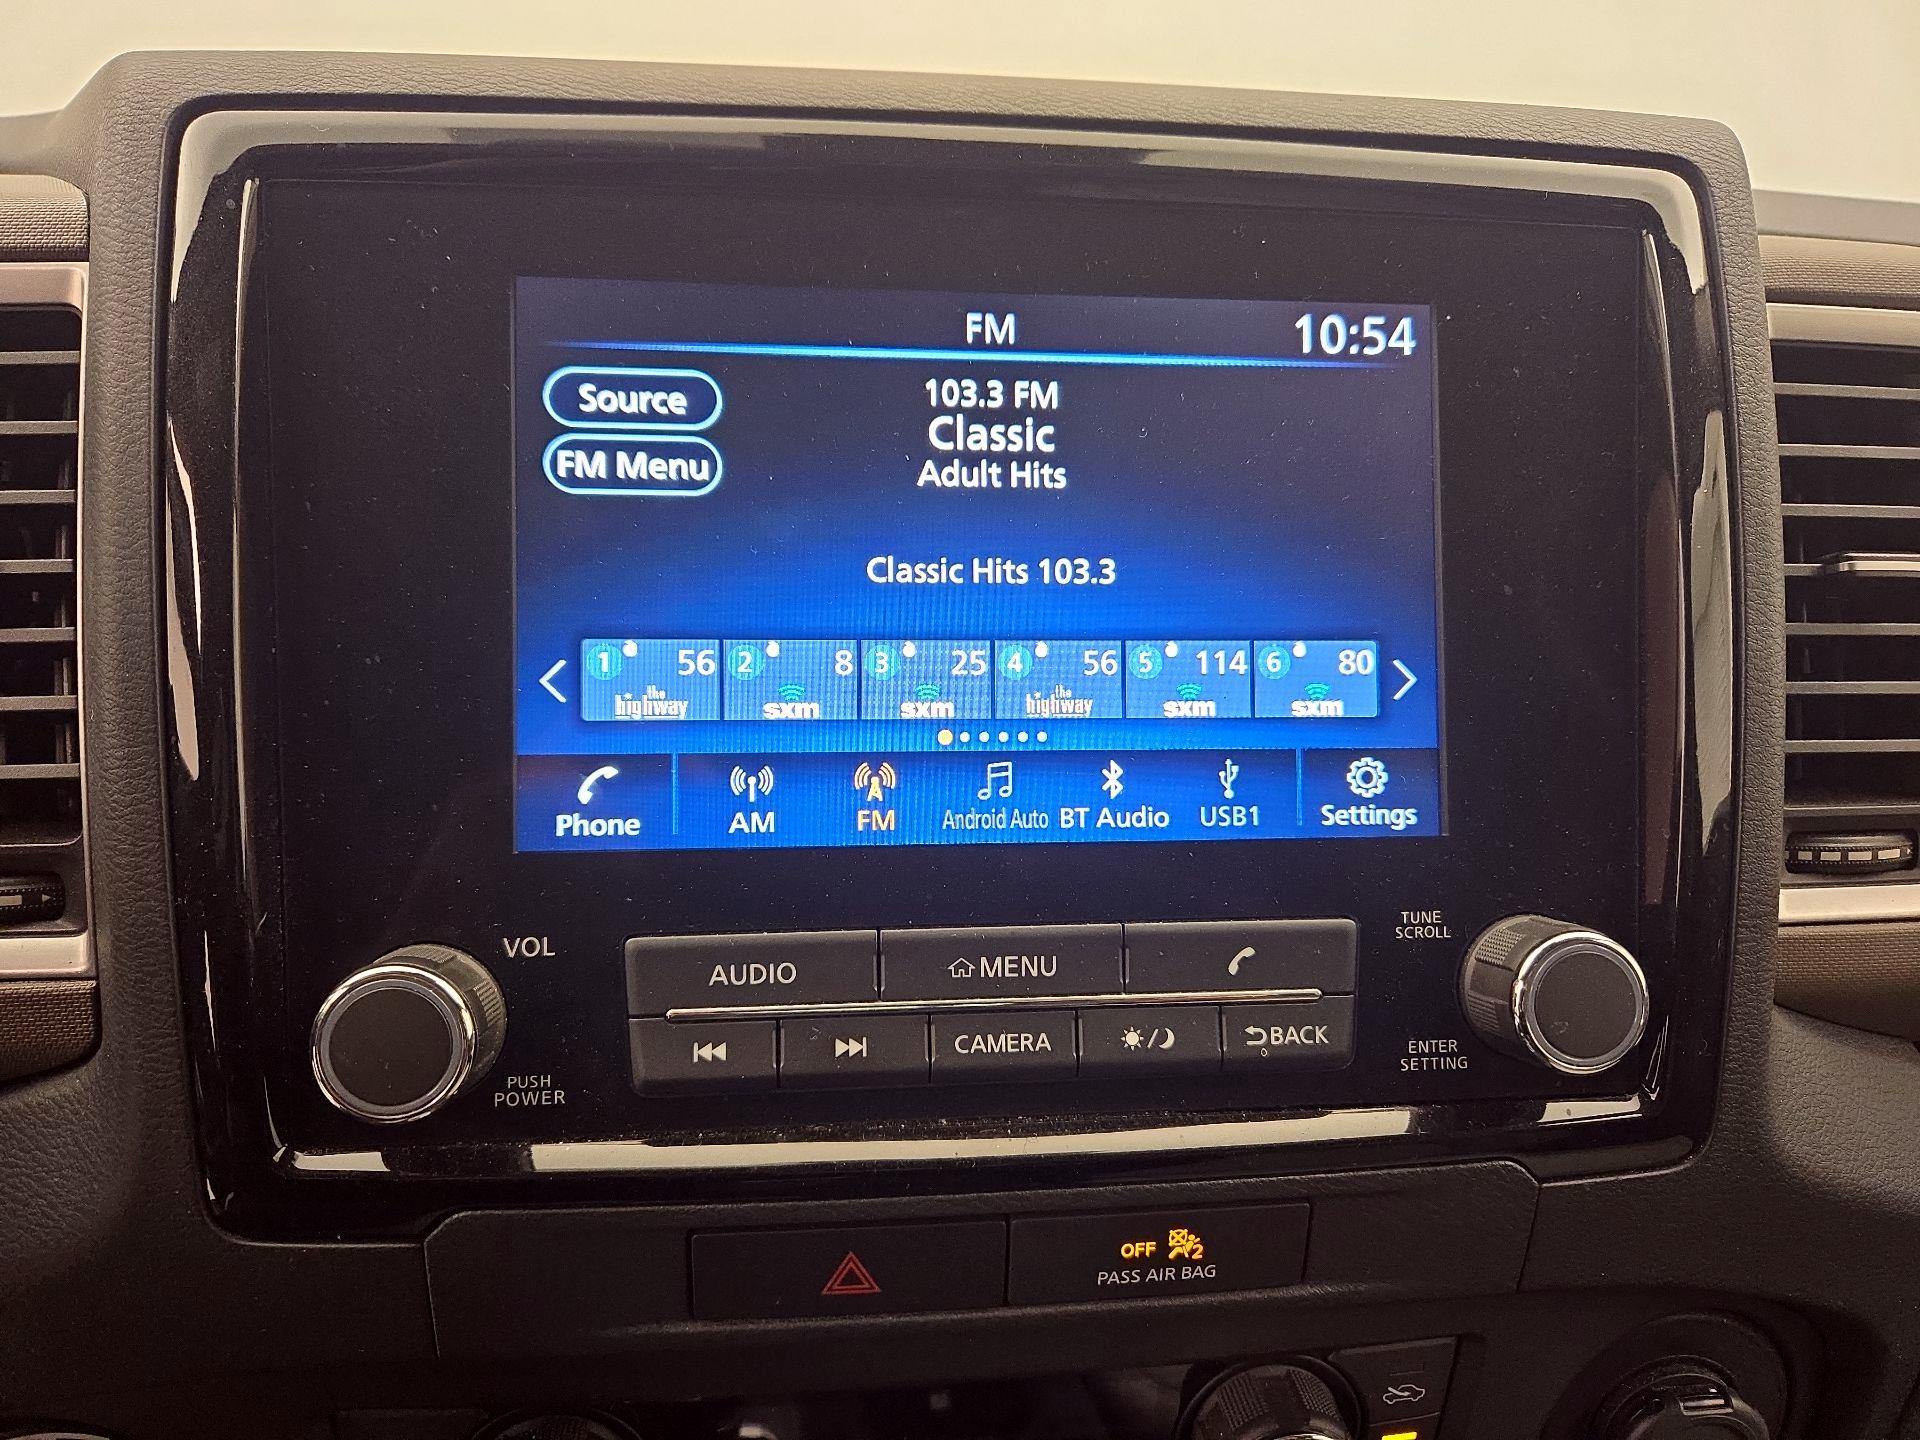 FM
10:54
Source
103.3 FM
Classic
FM Menu
Adult Hits
Classic Hits 103.3
1 56
the highway
2 8
sxm
3 25
sxm
4 56
the highway
5 114
sxm
6 80
sxm
Phone
AM
FM
Android Auto
BT Audio
USB1
Settings
VOL
PUSH
POWER
AUDIO
MENU
TUNE
SCROLL
CAMERA
BACK
ENTER
SETTING
OFF 2
PASS AIR BAG